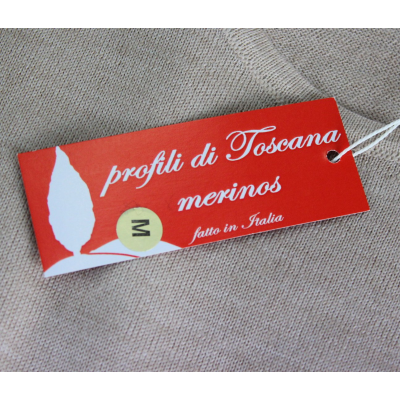 profili di Toscana
merinos
M
fatto in Italia